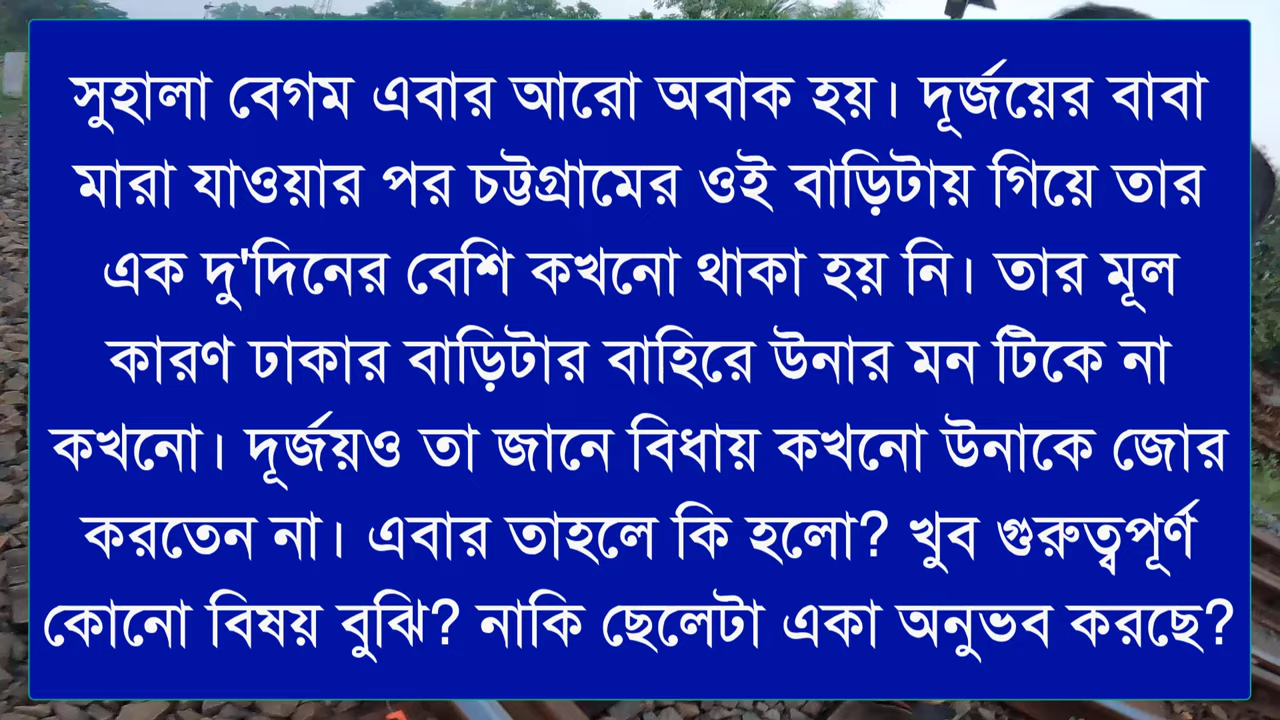 সুহালা বেগম এবার আরো অবাক হয়। দূর্জয়ের বাবা
মারা যাওয়ার পর চট্টগ্রামের ওই বাড়িটায় গিয়ে তার
এক দু'দিনের বেশি কখনো থাকা হয় নি। তার মূল
কারণ ঢাকার বাড়িটার বাহিরে উনার মন টিকে না
কখনো। দূর্জয়ও তা জানে বিধায় কখনো উনাকে জোর
করতেন না। এবার তাহলে কি হলো? খুব গুরুত্বপূর্ণ
কোনো বিষয় বুঝি? নাকি ছেলেটা একা অনুভব করছে?